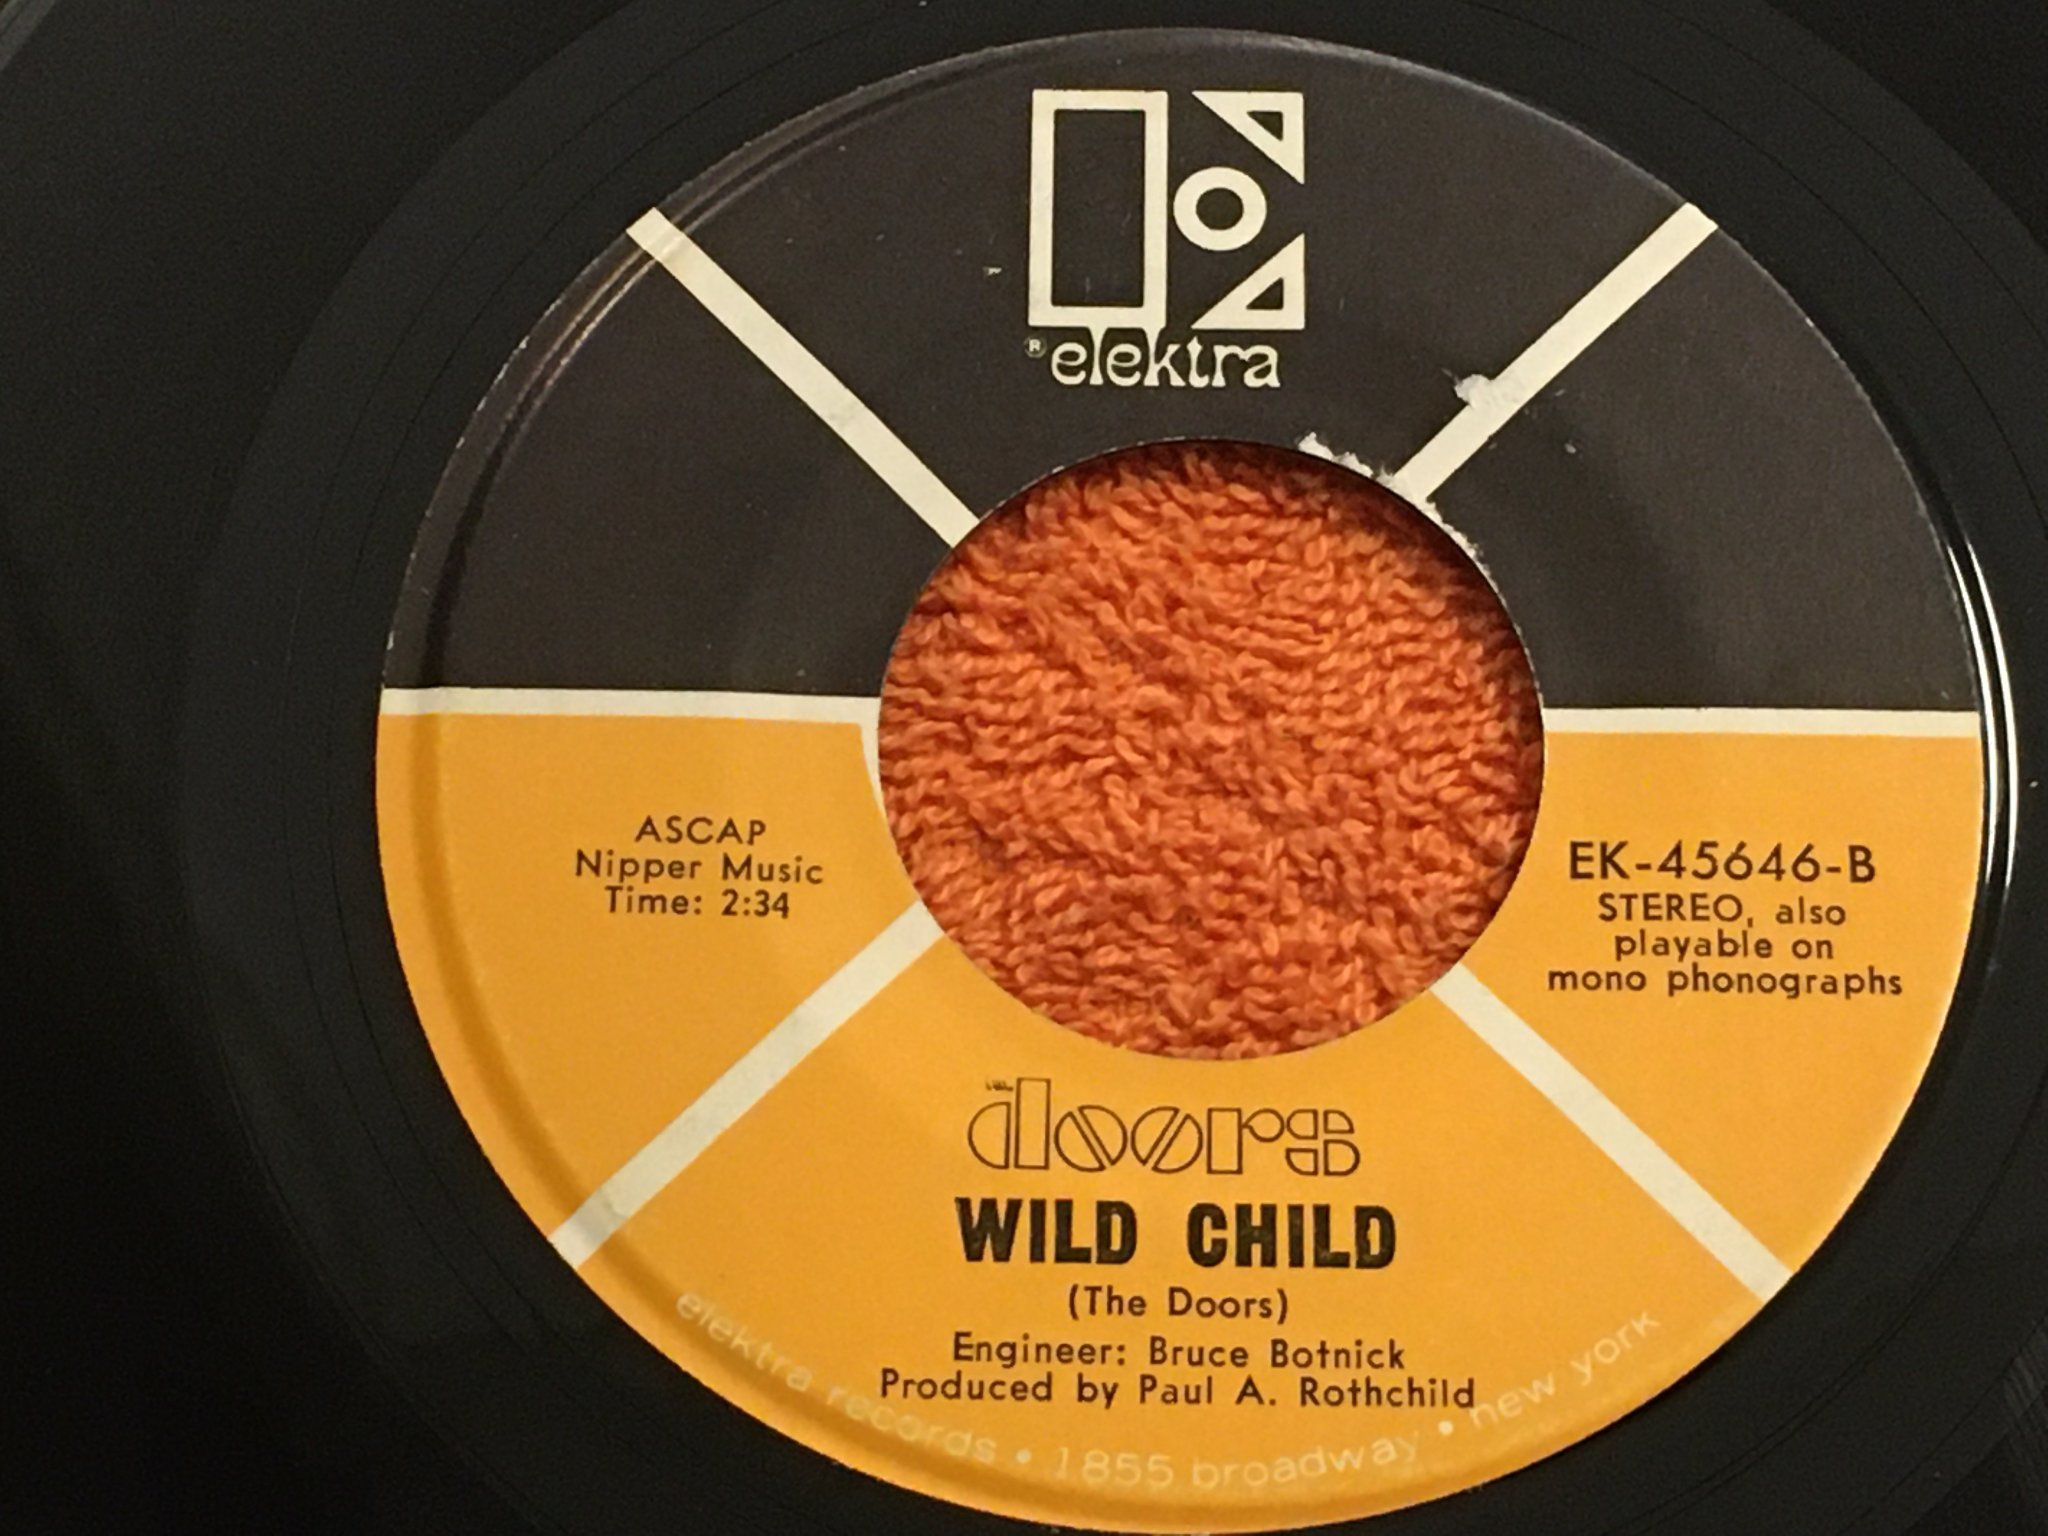 ® elektra
ASCAP
Nipper Music
Time: 2:34
EK-45646-B
STEREO, also
playable on
mono phonographs
THE
doors
WILD CHILD
(The Doors)
Engineer: Bruce Botnick
Produced by Paul A. Rothchild
elektra records • 1855 broadway • new york